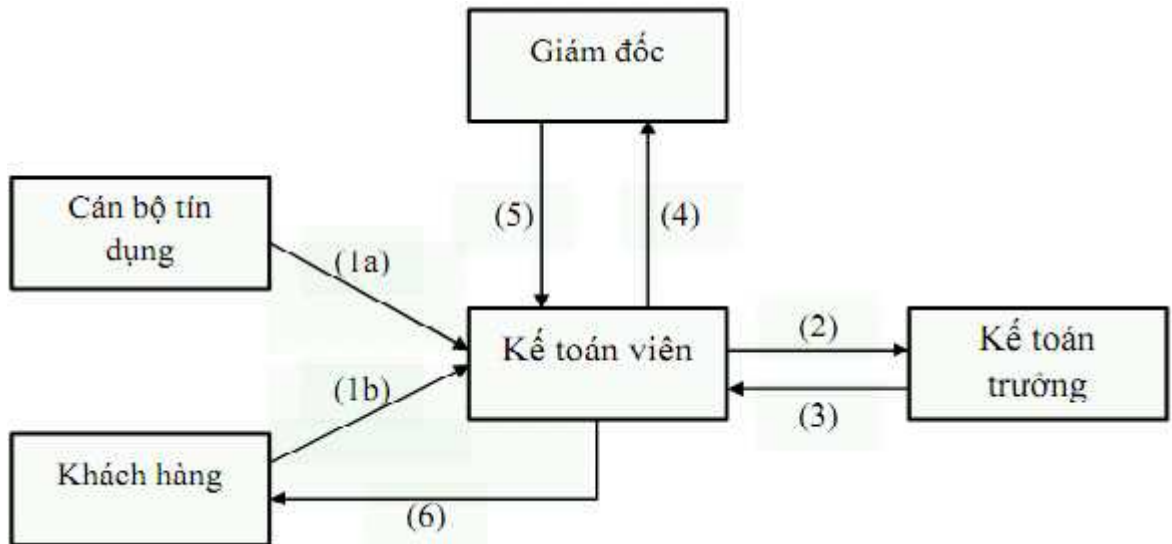 Giám đốc
Cán bộ tín
dụng
(5)
(4)
(1a)
Kế toán viên
(2)
Kế toán
trưởng
(1b)
(3)
Khách hàng
(6)